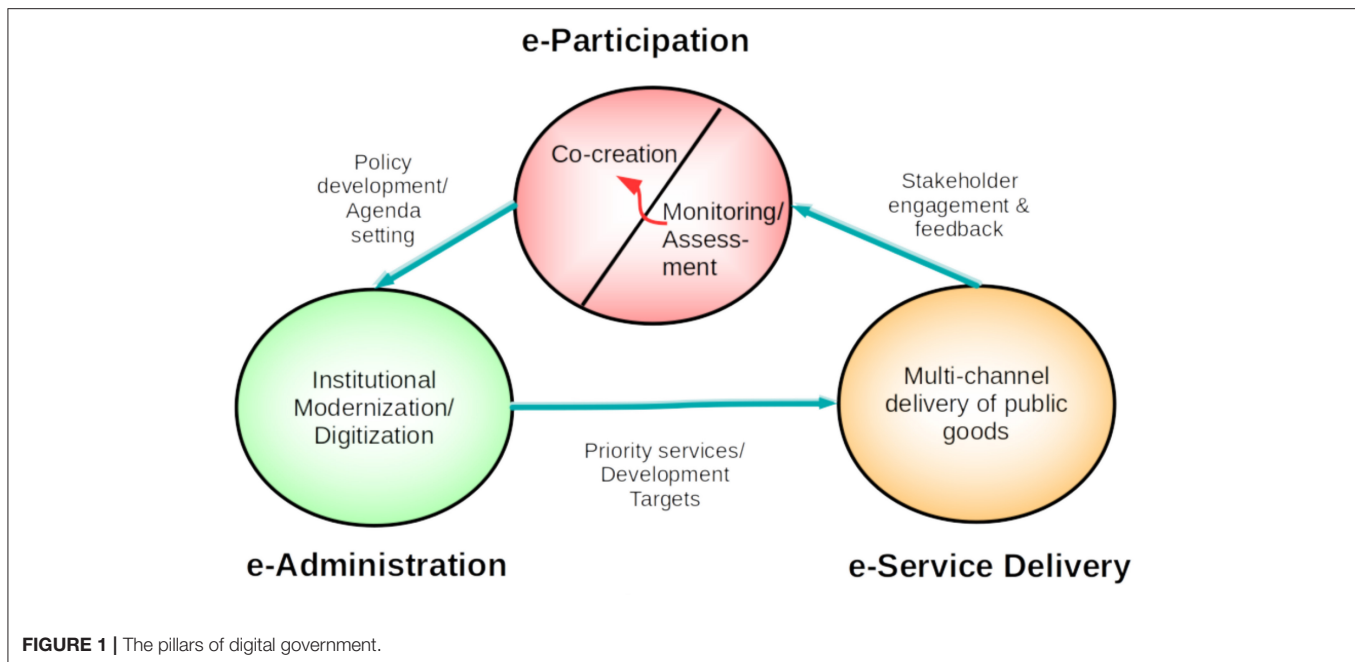 e-Participation
Co-creation
Monitoring/
Assess-
ment
Policy
development/
Agenda
setting
Stakeholder
engagement &
feedback
Institutional
Modernization/
Digitization
Multi-channel
delivery of public
goods
Priority services/
Development
Targets
e-Administration
e-Service Delivery
FIGURE 1 | The pillars of digital government.